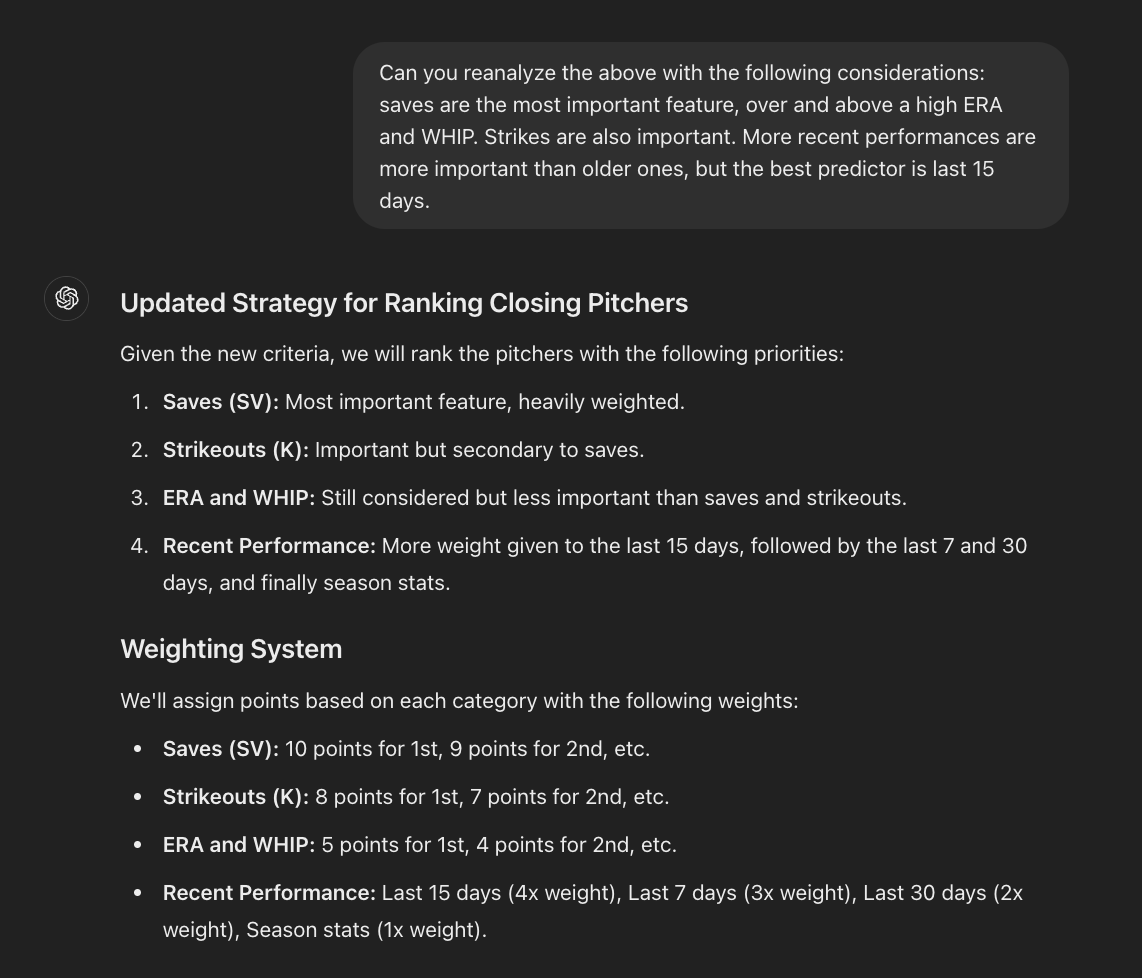 Can you reanalyze the above with the following considerations:
saves are the most important feature, over and above a high ERA
and WHIP. Strikes are also important. More recent performances are
more important than older ones, but the best predictor is last 15
days.
Updated Strategy for Ranking Closing Pitchers
Given the new criteria, we will rank the pitchers with the following priorities:
1. Saves (SV): Most important feature, heavily weighted.
2. Strikeouts (K): Important but secondary to saves.
3. ERA and WHIP: Still considered but less important than saves and strikeouts.
4. Recent Performance: More weight given to the last 15 days, followed by the last 7 and 30
days, and finally season stats.
Weighting System
We'll assign points based on each category with the following weights:
• Saves (SV): 10 points for 1st, 9 points for 2nd, etc.
• Strikeouts (K): 8 points for 1st, 7 points for 2nd, etc.
• ERA and WHIP: 5 points for 1st, 4 points for 2nd, etc.
• Recent Performance: Last 15 days (4x weight), Last 7 days (3x weight), Last 30 days (2x
weight), Season stats (1x weight).